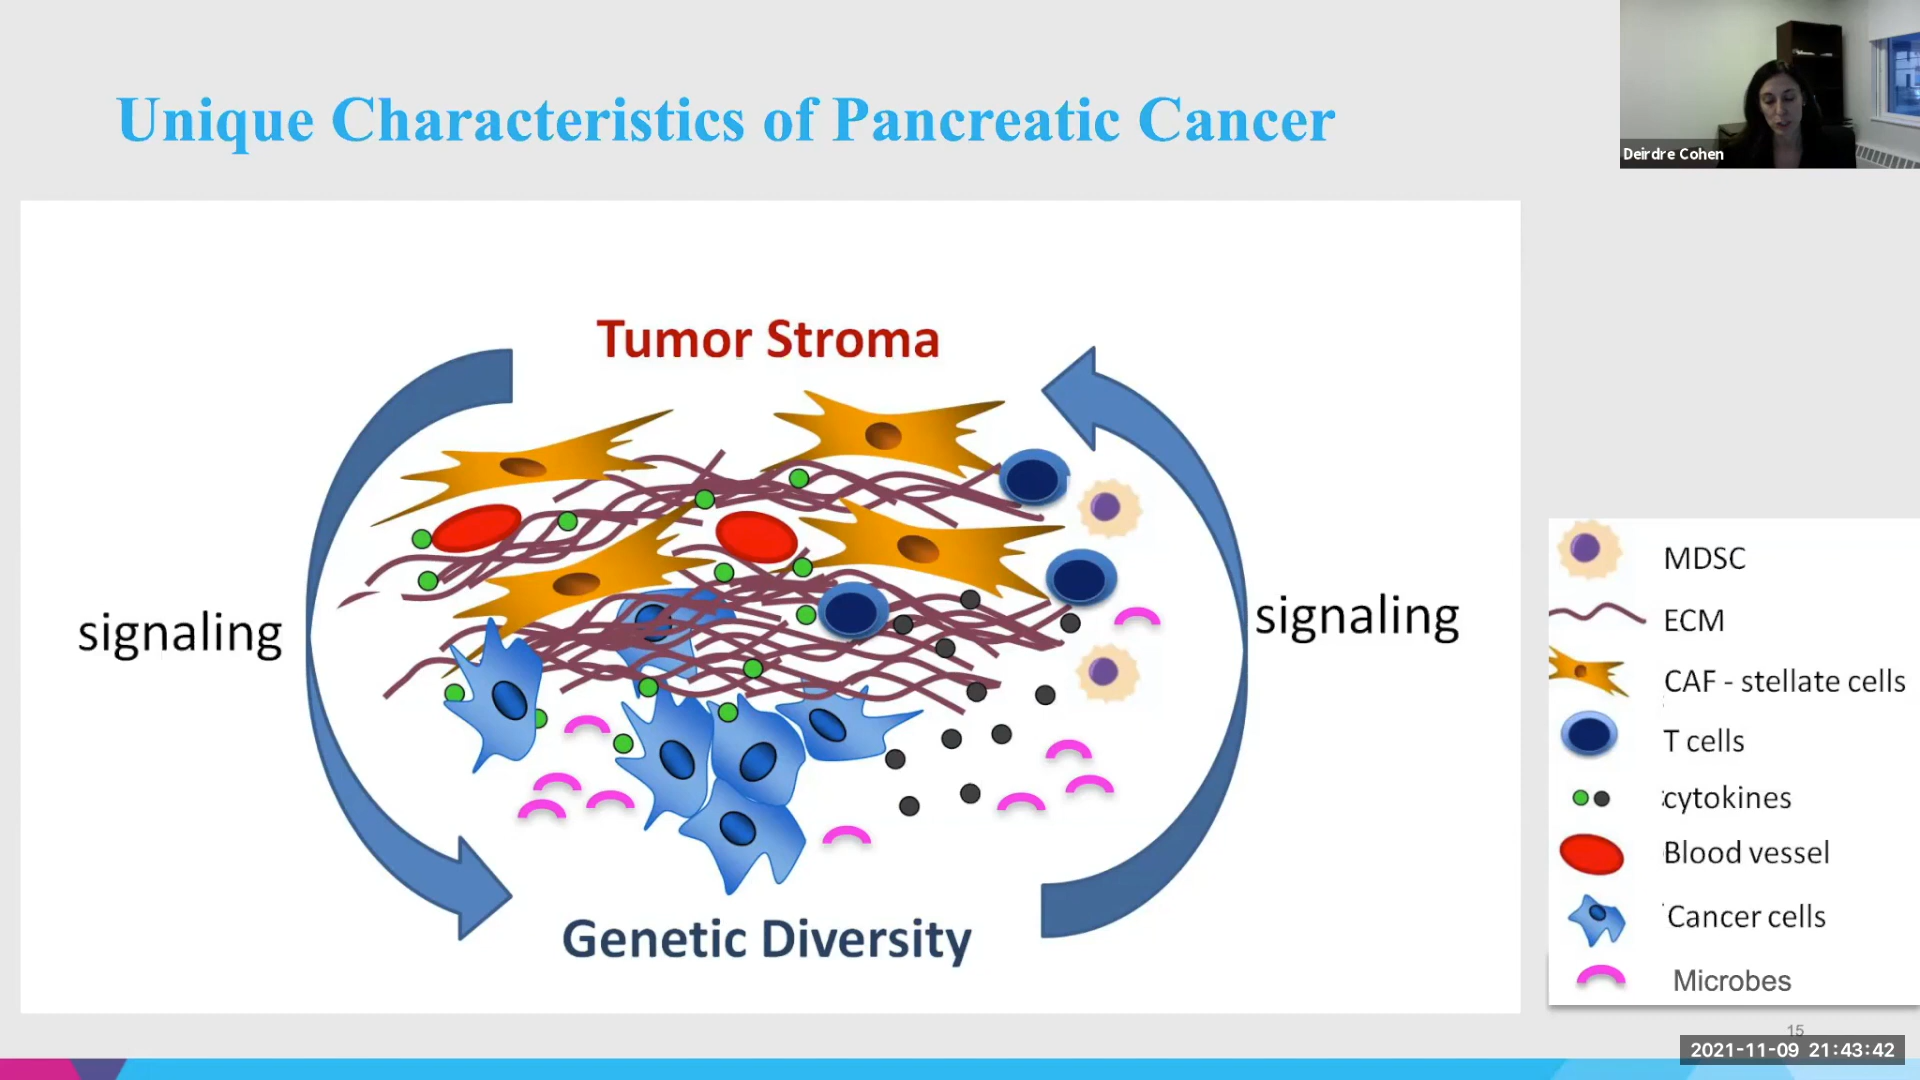 Unique Characteristics of Pancreatic Cancer
Deirdre Cohen
Tumor Stroma
signaling
signaling
Genetic Diversity
MDSC
ECM
CAF - stellate cells
T cells
cytokines
Blood vessel
Cancer cells
Microbes
15
2021-11-09 21:43:42